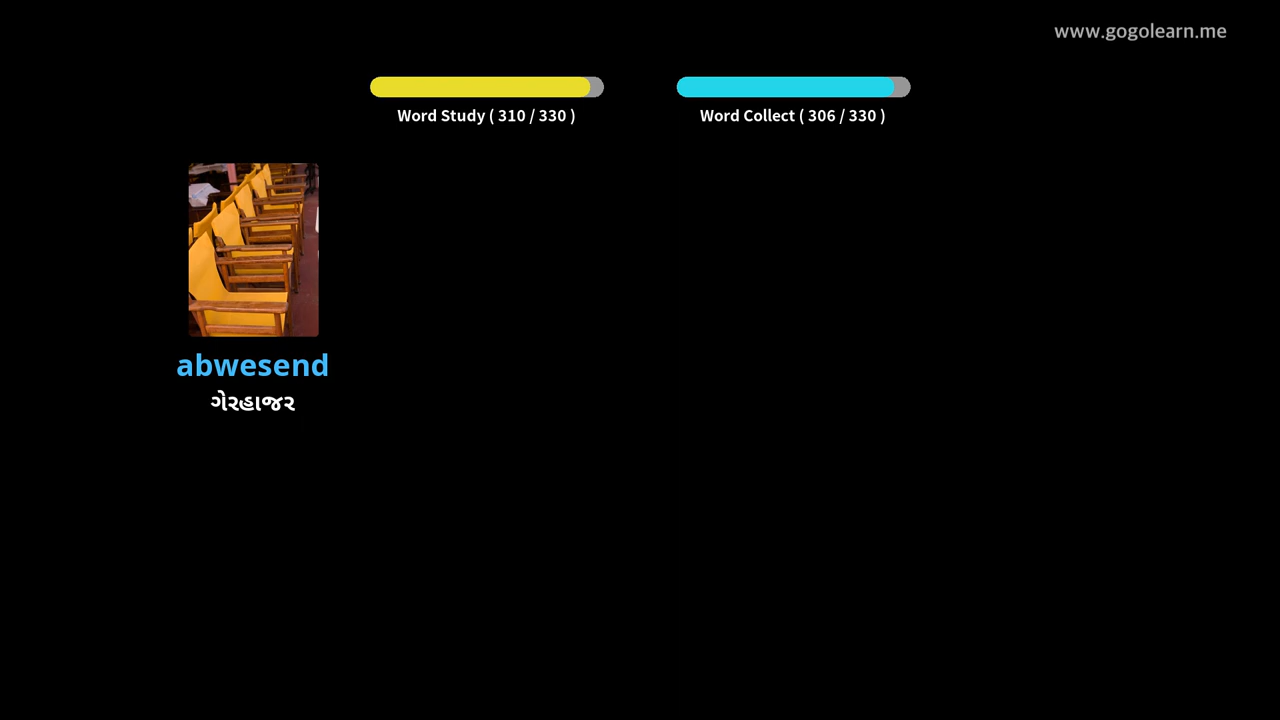 www.gogolearn.me
Word Study ( 310 / 330 )
Word Collect ( 306 / 330 )
abwesend
ગેરહાજર